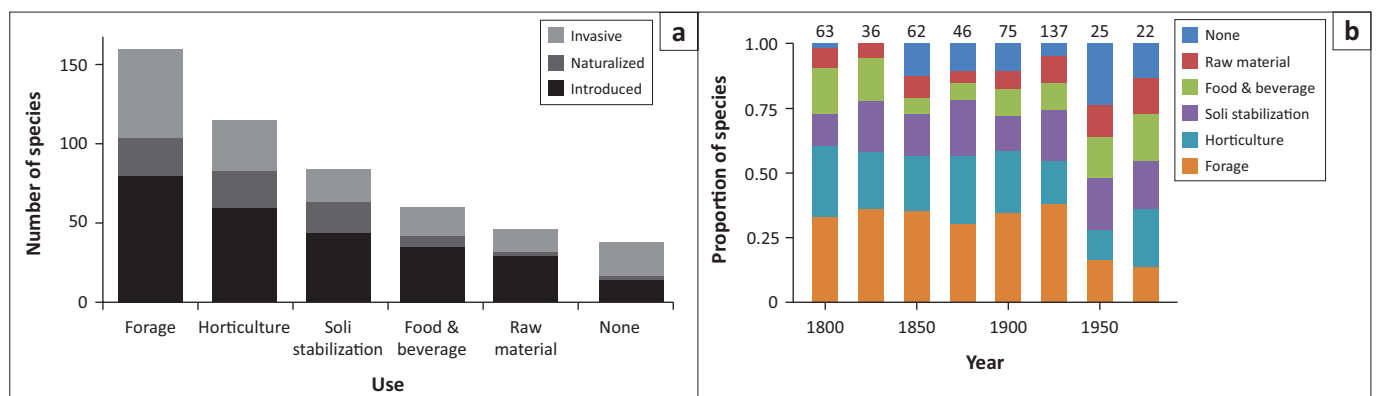 a
Invasive
Naturalized
Introduced
Number of species
150
100
50
0
Forage
Horticulture
Soli
stabilization
Food &
beverage
Raw
material
None
Use
b
63 36 62 46 75 137 25 22
None
Raw material
Food & beverage
Soli stabilization
Horticulture
Forage
Proportion of species
1.00
0.75
0.50
0.25
0
1800 1850 1900 1950
Year